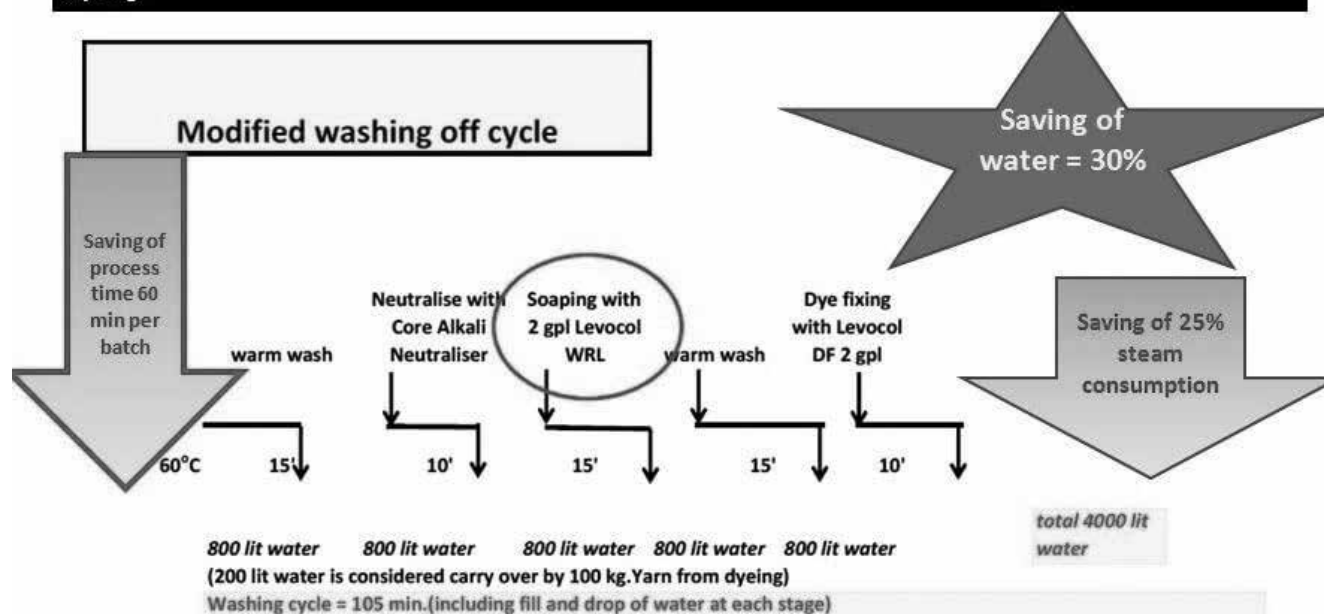 Modified washing off cycle
Saving of
water = 30%
Saving of
process
time 60
min per
batch
warm wash
Neutralise with
Core Alkali
Neutraliser
Soaping with
2 gpl Levocol
WRL
warm wash
Dye fixing
with Levocol
DF 2 gpl
Saving of 25%
steam
consumption
60°C
15'
10'
15'
15'
10'
total 4000 lit
water
800 lit water 800 lit water 800 lit water 800 lit water 800 lit water
(200 lit water is considered carry over by 100 kg.Yarn from dyeing)
Washing cycle = 105 min.(including fill and drop of water at each stage)